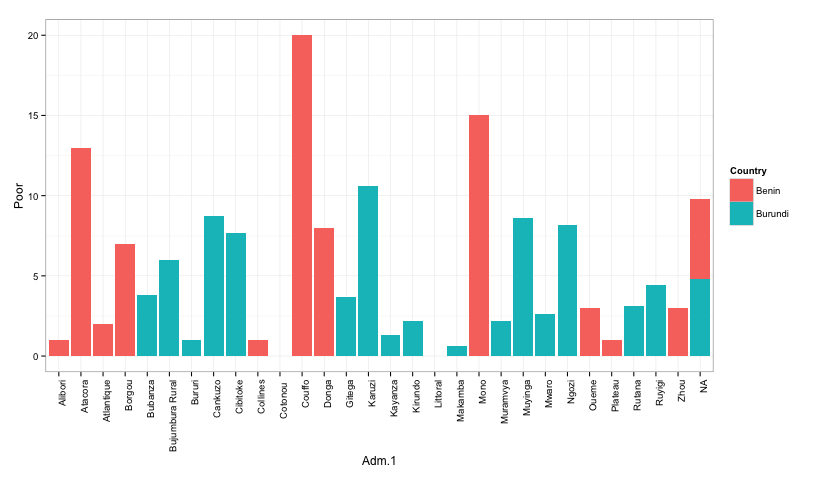 Poor
20
15
10
5
0
Alibori
Atacora
Atlantique
Borgou
Bubanza
Bujumbura Rural
Bururi
Cankuzo
Cibitoke
Collines
Cotonou
Couffo
Donga
Gitega
Karuzi
Kayanza
Kirundo
Littoral
Makamba
Mono
Muramvya
Muyinga
Mwaro
Ngozi
Oueme
Plateau
Rutana
Ruyigi
Zhou
NA
Adm.1
Country
Benin
Burundi